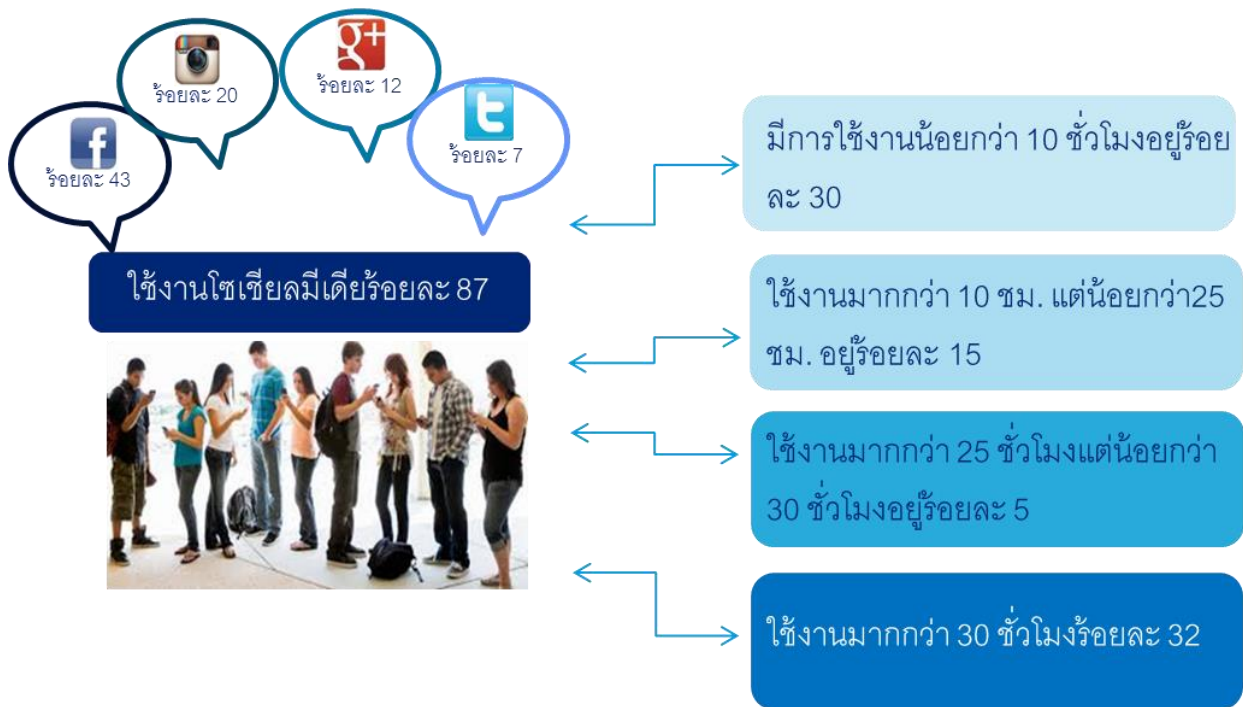 ร้อยละ 43
ร้อยละ 20
g+
ร้อยละ 12
ร้อยละ 7
ใช้งานโซเชียลมีเดียร้อยละ 87
มีการใช้งานน้อยกว่า 10 ชั่วโมงอยู่ร้อย
ละ 30
ใช้งานมากกว่า 10 ชม. แต่น้อยกว่า25
ชม. อยู่ร้อยละ 15
ใช้งานมากกว่า 25 ชั่วโมงแต่น้อยกว่า
30 ชั่วโมงอยู่ร้อยละ 5
ใช้งานมากกว่า 30 ชั่วโมงร้อยละ 32